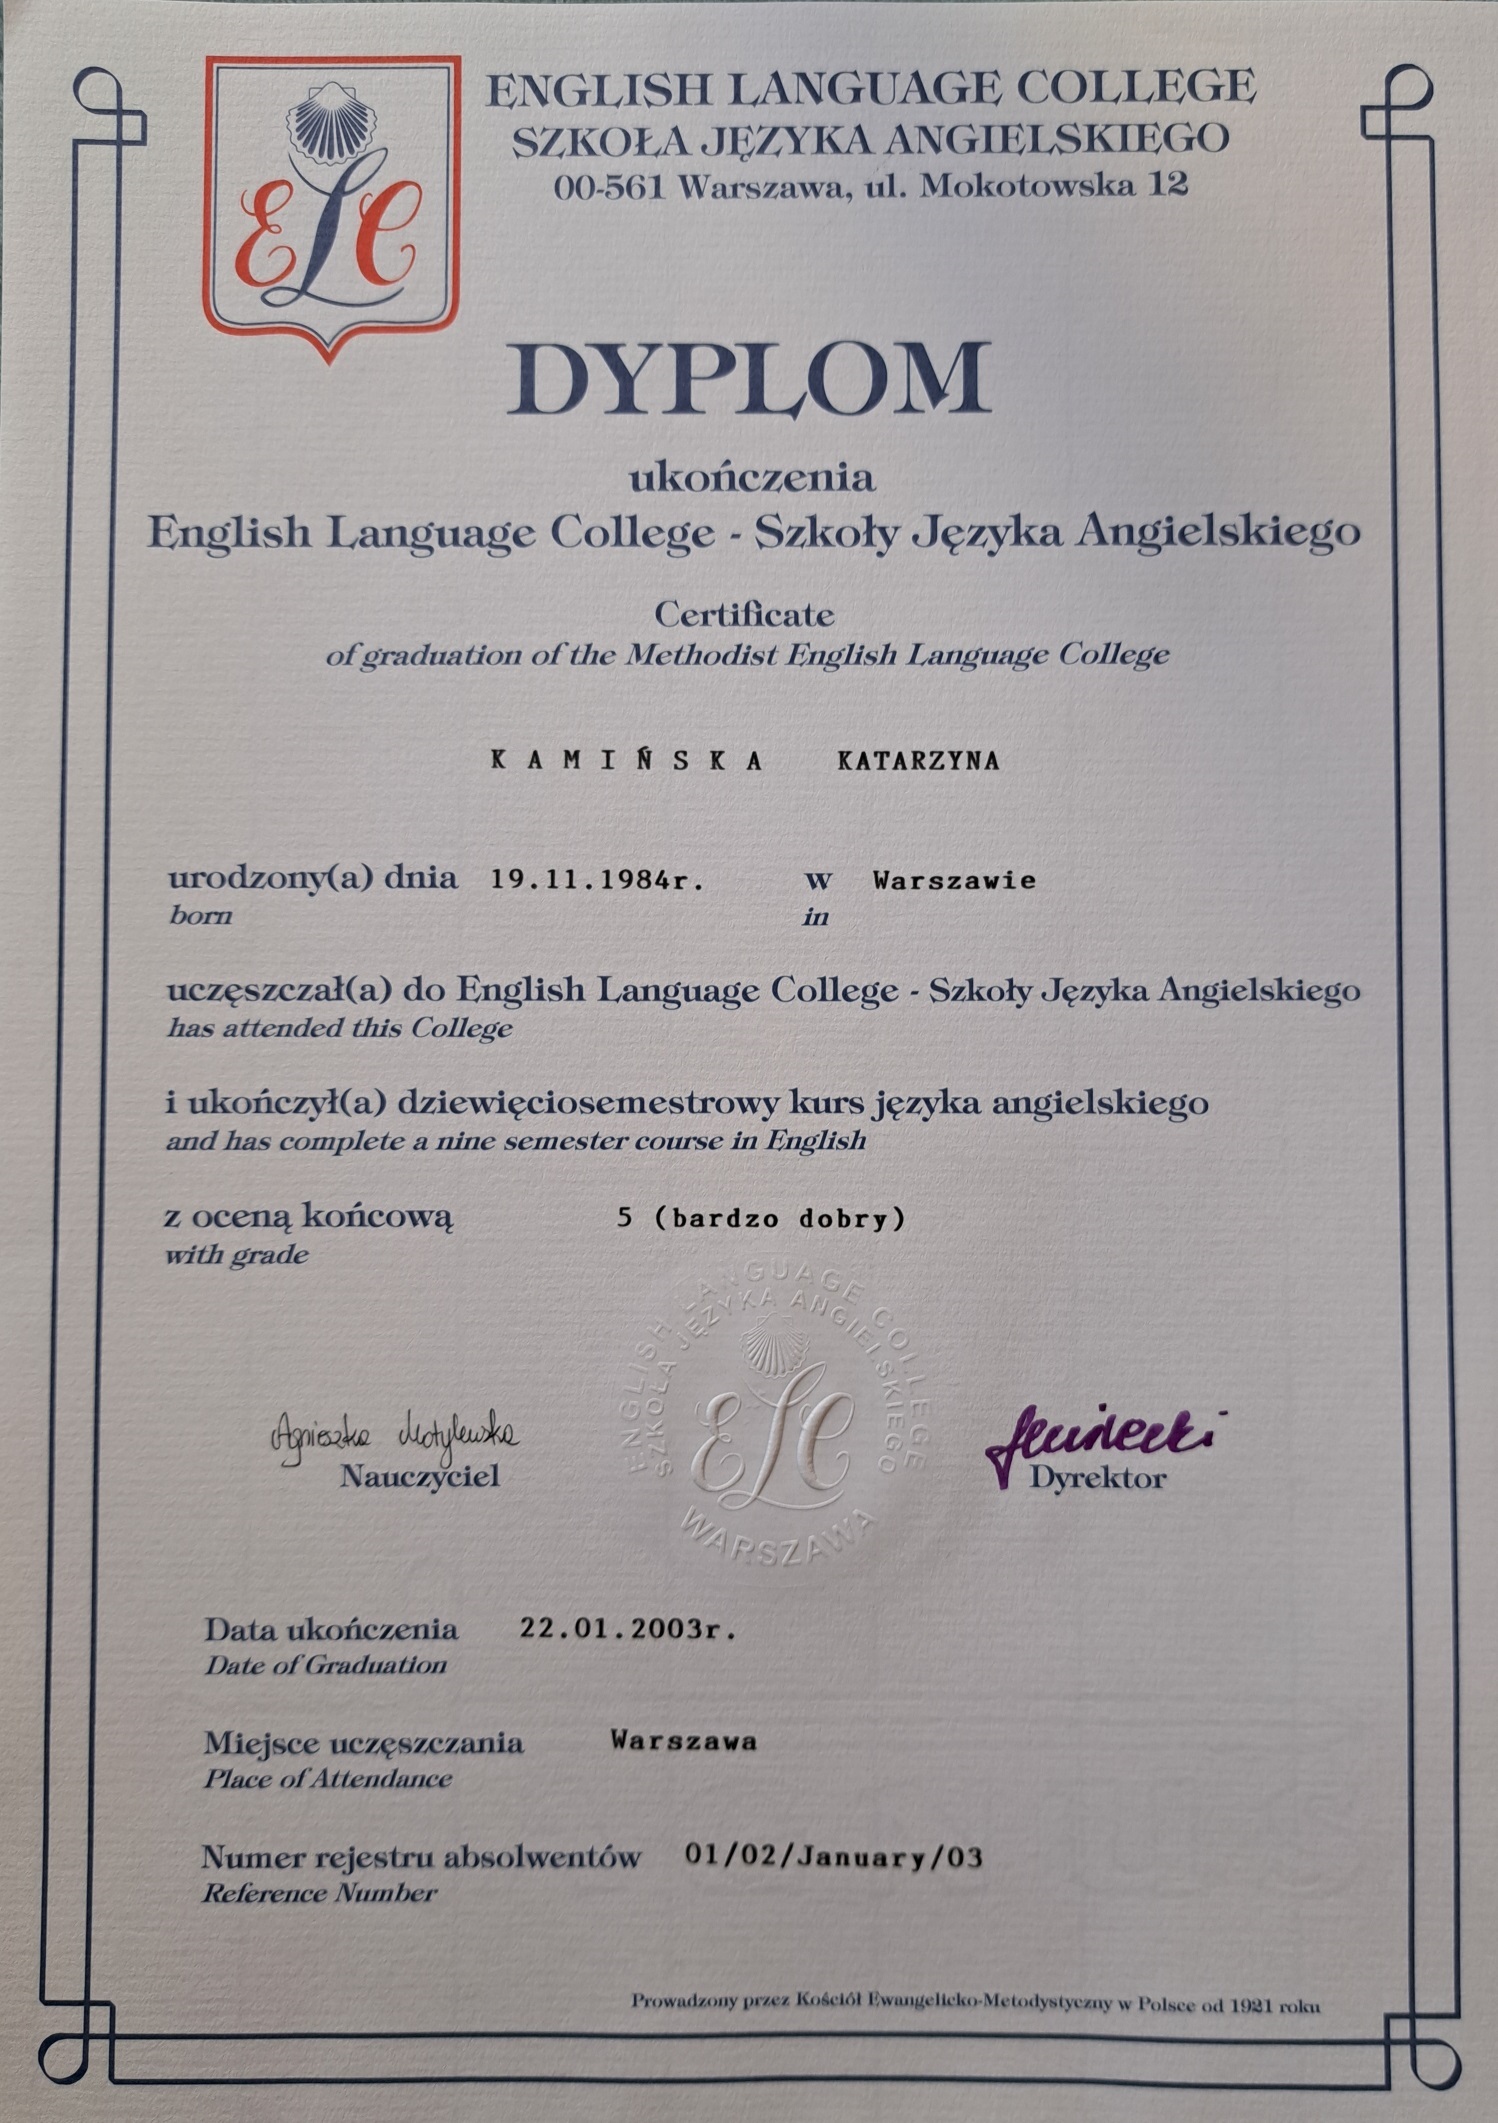 ELC
ENGLISH LANGUAGE COLLEGE
SZKOŁA JĘZYKA ANGIELSKIEGO
00-561 Warszawa, ul. Mokotowska 12
DYPLOM
ukończenia
English Language College - Szkoły Języka Angielskiego
Certificate
of graduation of the Methodist English Language College
K A M I Ń S K A KATARZYNA
urodzony(a) dnia 19.11.1984r. w Warszawie
born in
uczęszczał(a) do English Language College - Szkoły Języka Angielskiego
has attended this College
i ukończył(a) dziewięciosemestrowy kurs języka angielskiego
and has complete a nine semester course in English
z oceną końcową 5 (bardzo dobry)
with grade
ENGLISH LANGUAGE COLLEGE
SZKOŁA JĘZYKA ANGIELSKIEGO
ELC
WARSZAWA
Agnieszka Motylewska
Nauczyciel Dyrektor
Data ukończenia 22.01.2003r.
Date of Graduation
Miejsce uczęszczania Warszawa
Place of Attendance
Numer rejestru absolwentów 01/02/January/03
Reference Number
Prowadzony przez Kościół Ewangelicko-Metodystyczny w Polsce od 1921 roku